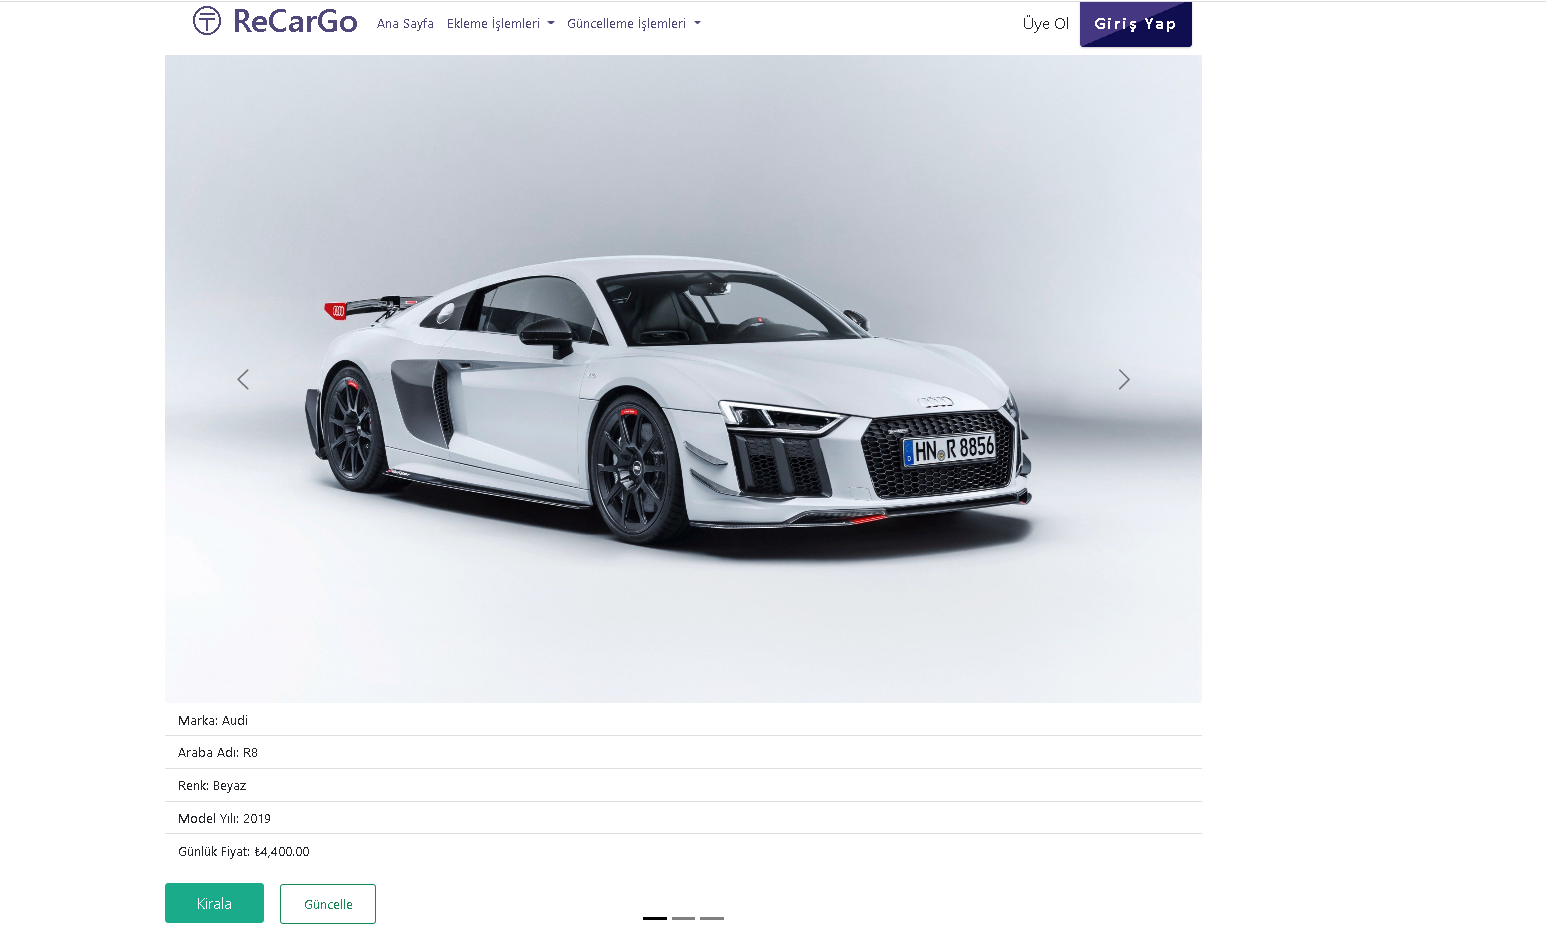 ReCarGo Ana Sayfa Ekleme İşlemleri Güncelleme İşlemleri Üye Ol Giriş Yap
HN R 8856
Marka: Audi
Araba Adı: R8
Renk: Beyaz
Model Yılı: 2019
Günlük Fiyat: ₺4,400.00
Kirala Güncelle